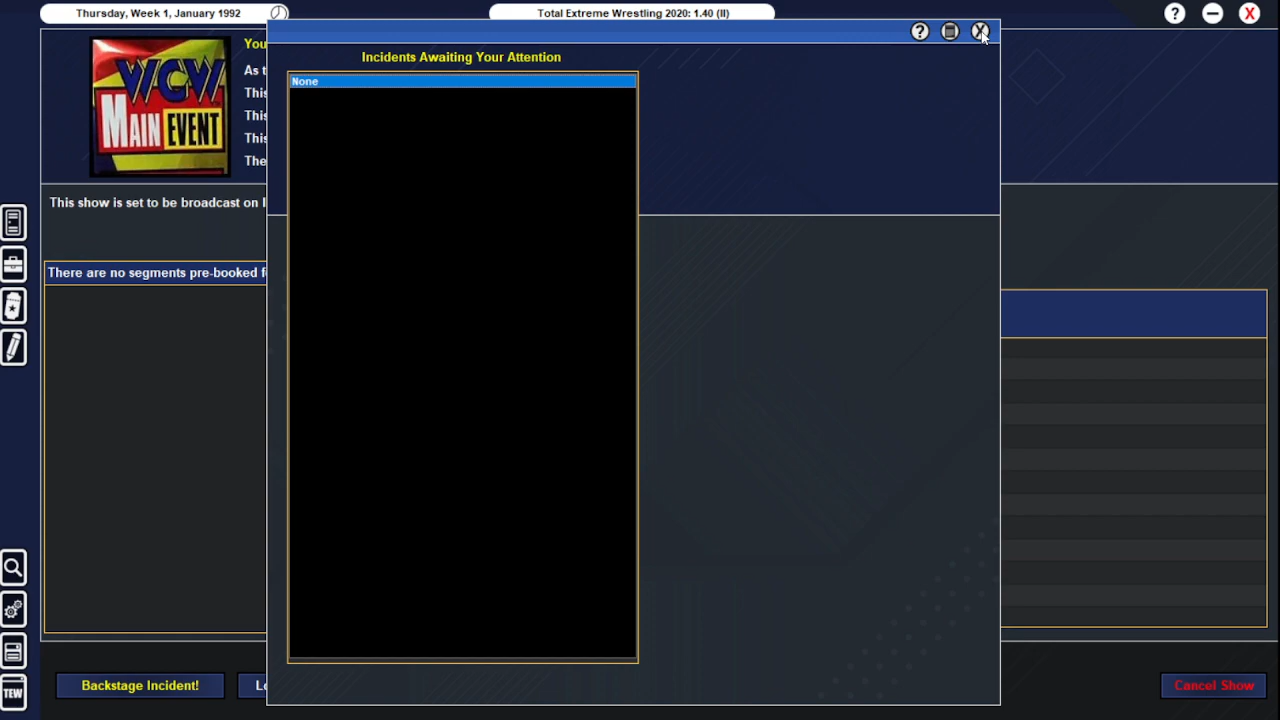 Thursday, Week 1, January 1992
Total Extreme Wrestling 2020: 1.40 (II)
?
X
WCW
MAIN EVENT
You
As t
This
This
This
The
This show is set to be broadcast on
There are no segments pre-booked f
? X
Incidents Awaiting Your Attention
None
TEW
Backstage Incident!
L
Cancel Show